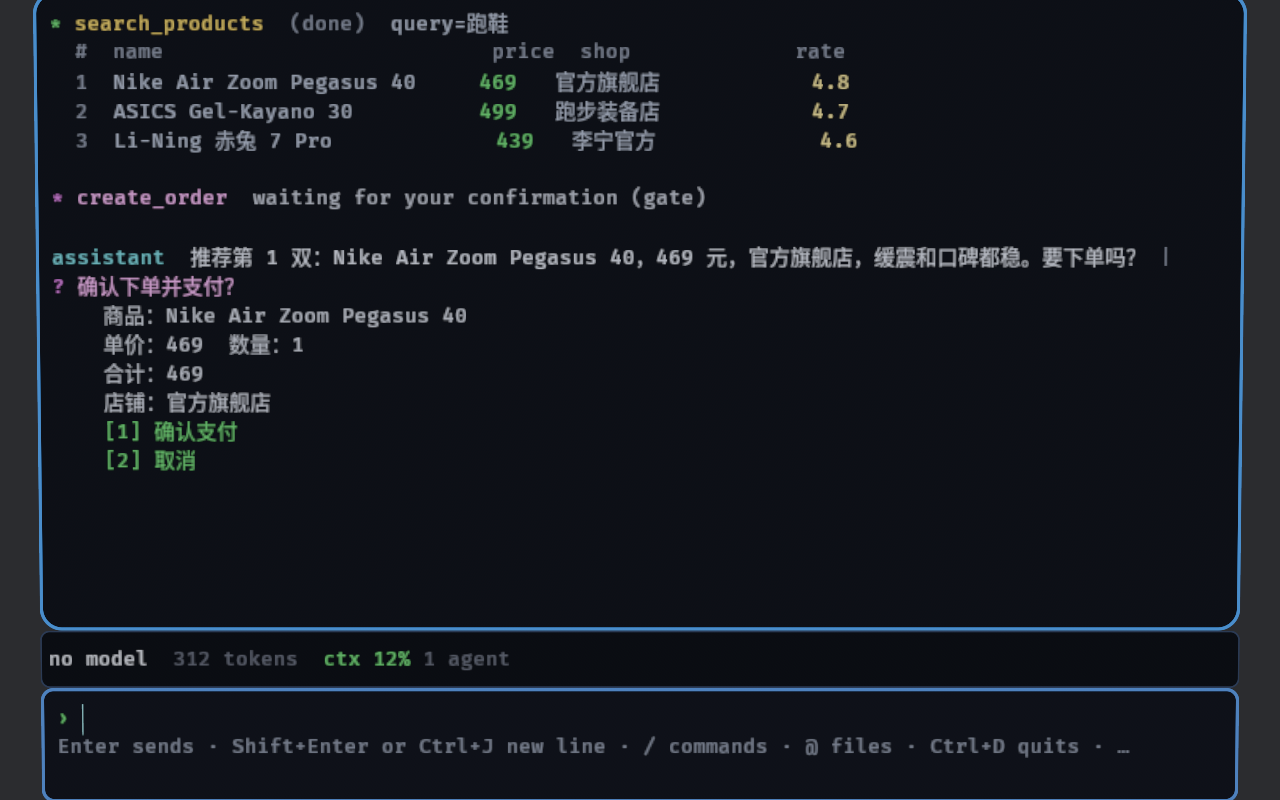 * search_products (done) query=跑鞋
# name price shop rate
1 Nike Air Zoom Pegasus 40 469 官方旗舰店 4.8
2 ASICS Gel-Kayano 30 499 跑步装备店 4.7
3 Li-Ning 赤兔 7 Pro 439 李宁官方 4.6
* create_order waiting for your confirmation (gate)
assistant 推荐第 1 双：Nike Air Zoom Pegasus 40，469 元，官方旗舰店，缓震和口碑都稳。要下单吗？
? 确认下单并支付？
商品：Nike Air Zoom Pegasus 40
单价：469 数量：1
合计：469
店铺：官方旗舰店
[1] 确认支付
[2] 取消
no model 312 tokens ctx 12% 1 agent
›
Enter sends · Shift+Enter or Ctrl+J new line · / commands · @ files · Ctrl+D quits · …